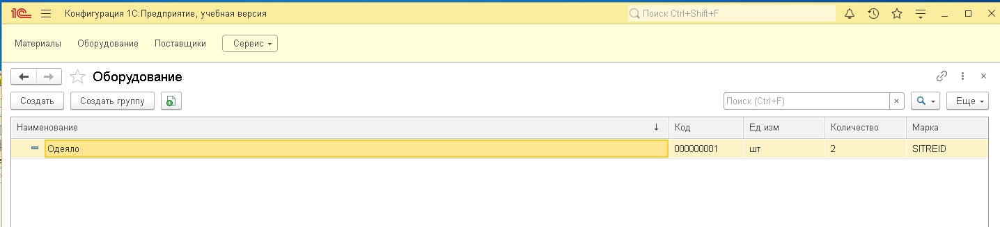 1С Конфигурация 1С:Предприятие, учебная версия Поиск Ctrl+Shift+F
Материалы Оборудование Поставщики Сервис
Оборудование
Создать Создать группу Поиск (Ctrl+F) × Еще
Наименование ↓ Код Ед изм Количество Марка
Одеяло 000000001 шт 2 SITREID